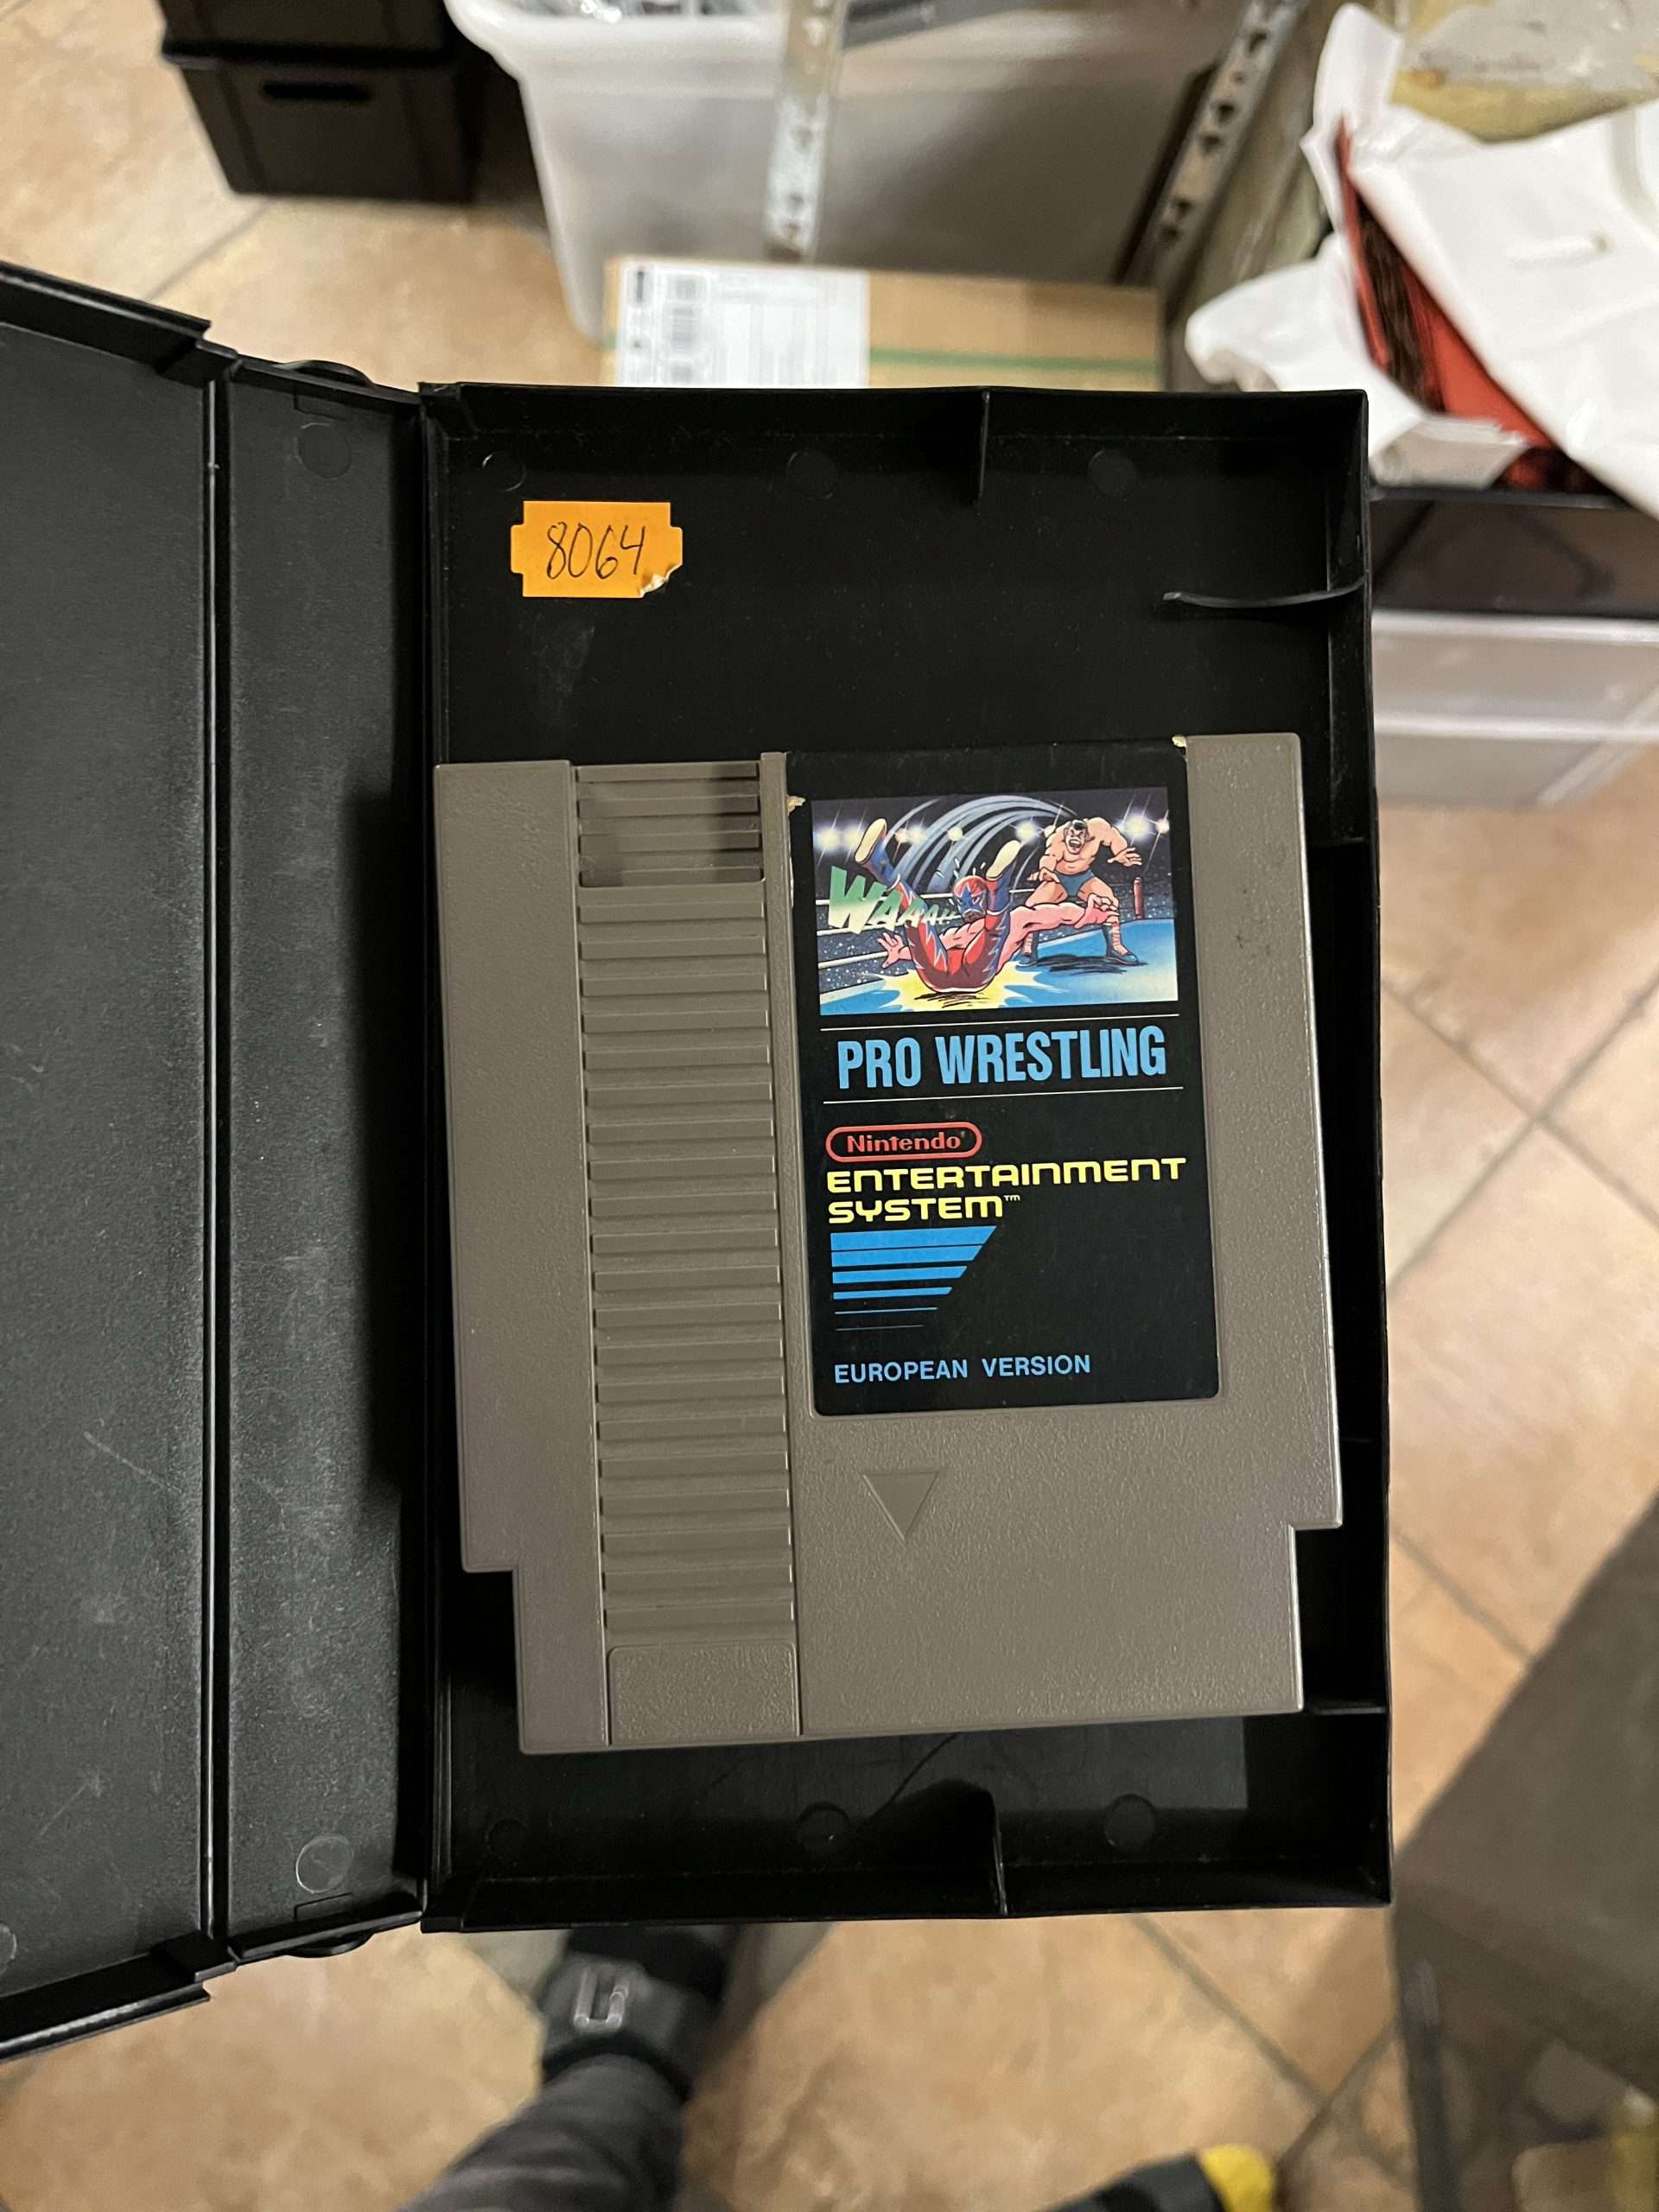 8064
WAAAH
PRO WRESTLING
Nintendo
ENTERTAINMENT
SYSTEM™
EUROPEAN VERSION